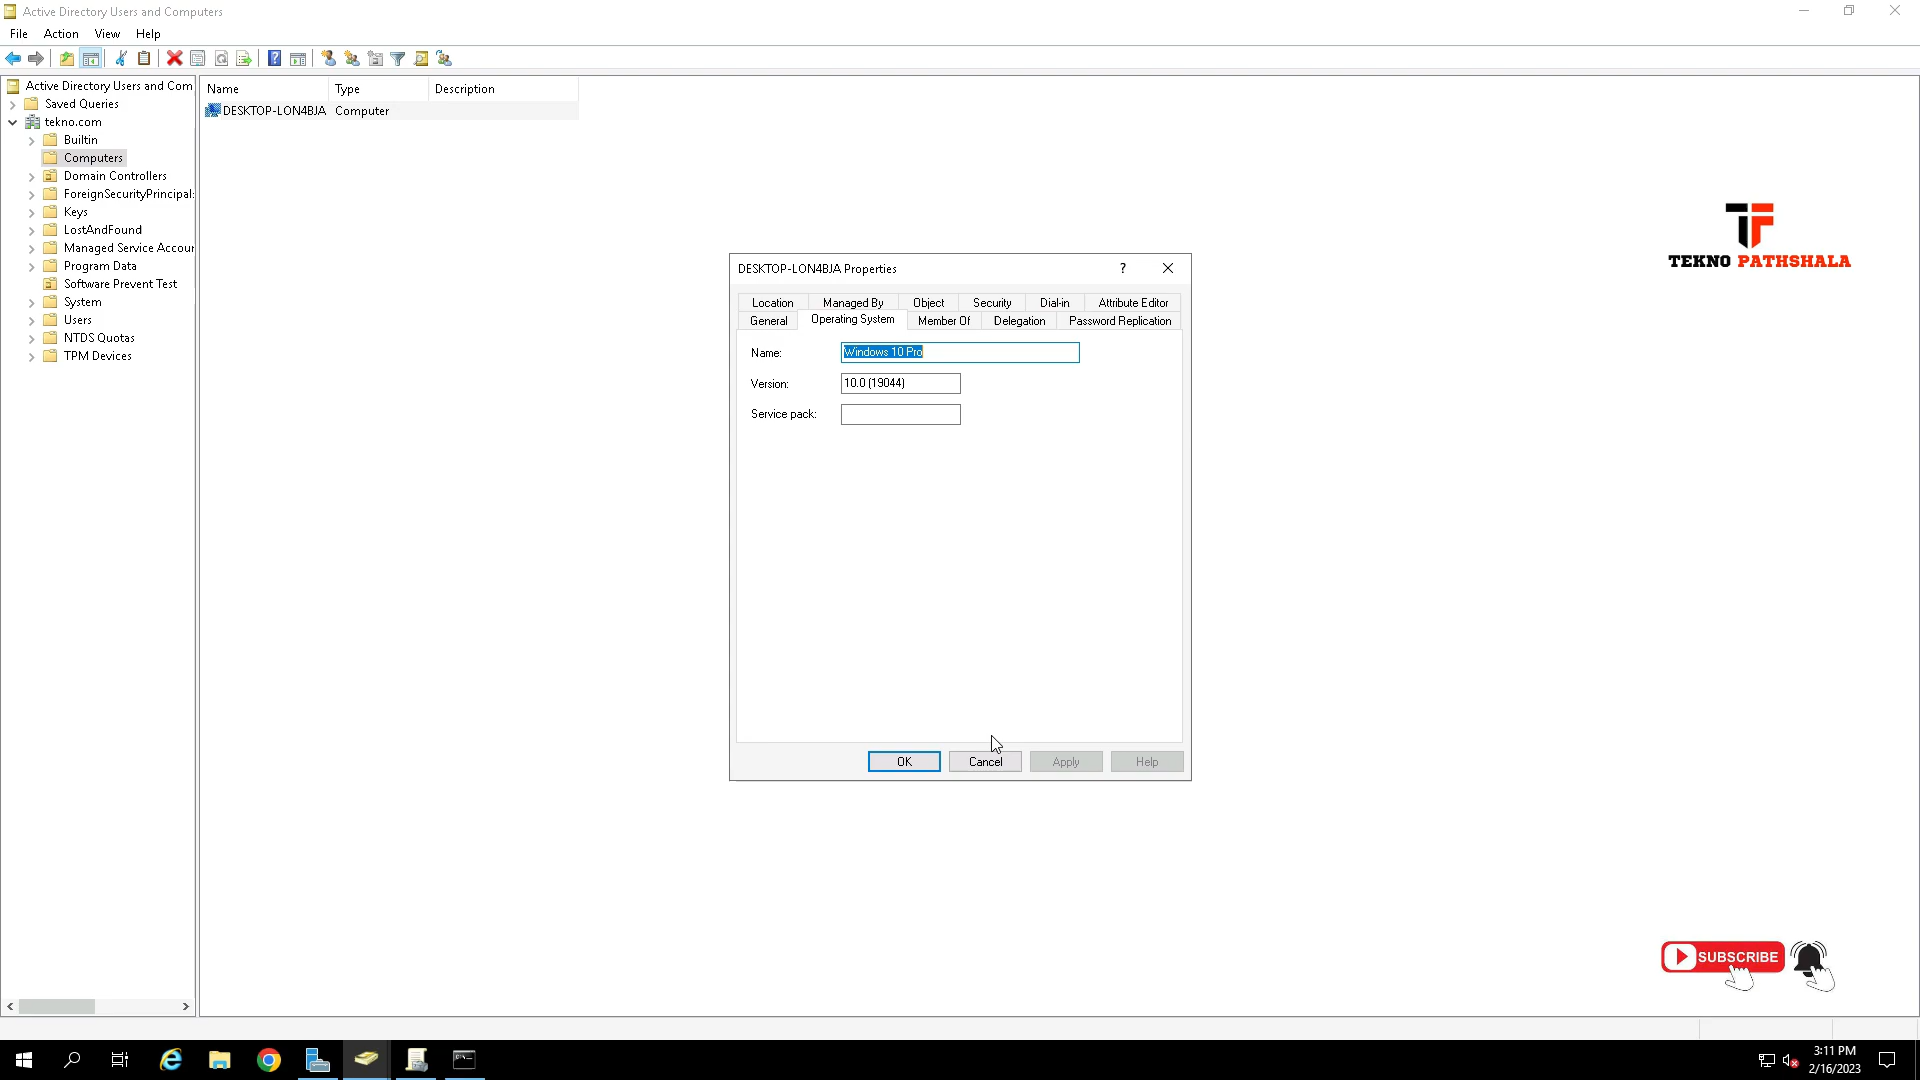 Active Directory Users and Computers
File Action View Help
Active Directory Users and Com
Saved Queries
tekno.com
Builtin
Computers
Domain Controllers
ForeignSecurityPrincipal:
Keys
LostAndFound
Managed Service Accour
Program Data
Software Prevent Test
System
Users
NTDS Quotas
TPM Devices
Name Type Description
DESKTOP-LON4BJA Computer
DESKTOP-LON4BJA Properties
Location Managed By Object Security Dial-in Attribute Editor
General Operating System Member Of Delegation Password Replication
Name: Windows 10 Pro
Version: 10.0 (19044)
Service pack:
OK Cancel Apply Help
TEKNO PATHSHALA
SUBSCRIBE
3:11 PM
2/16/2023